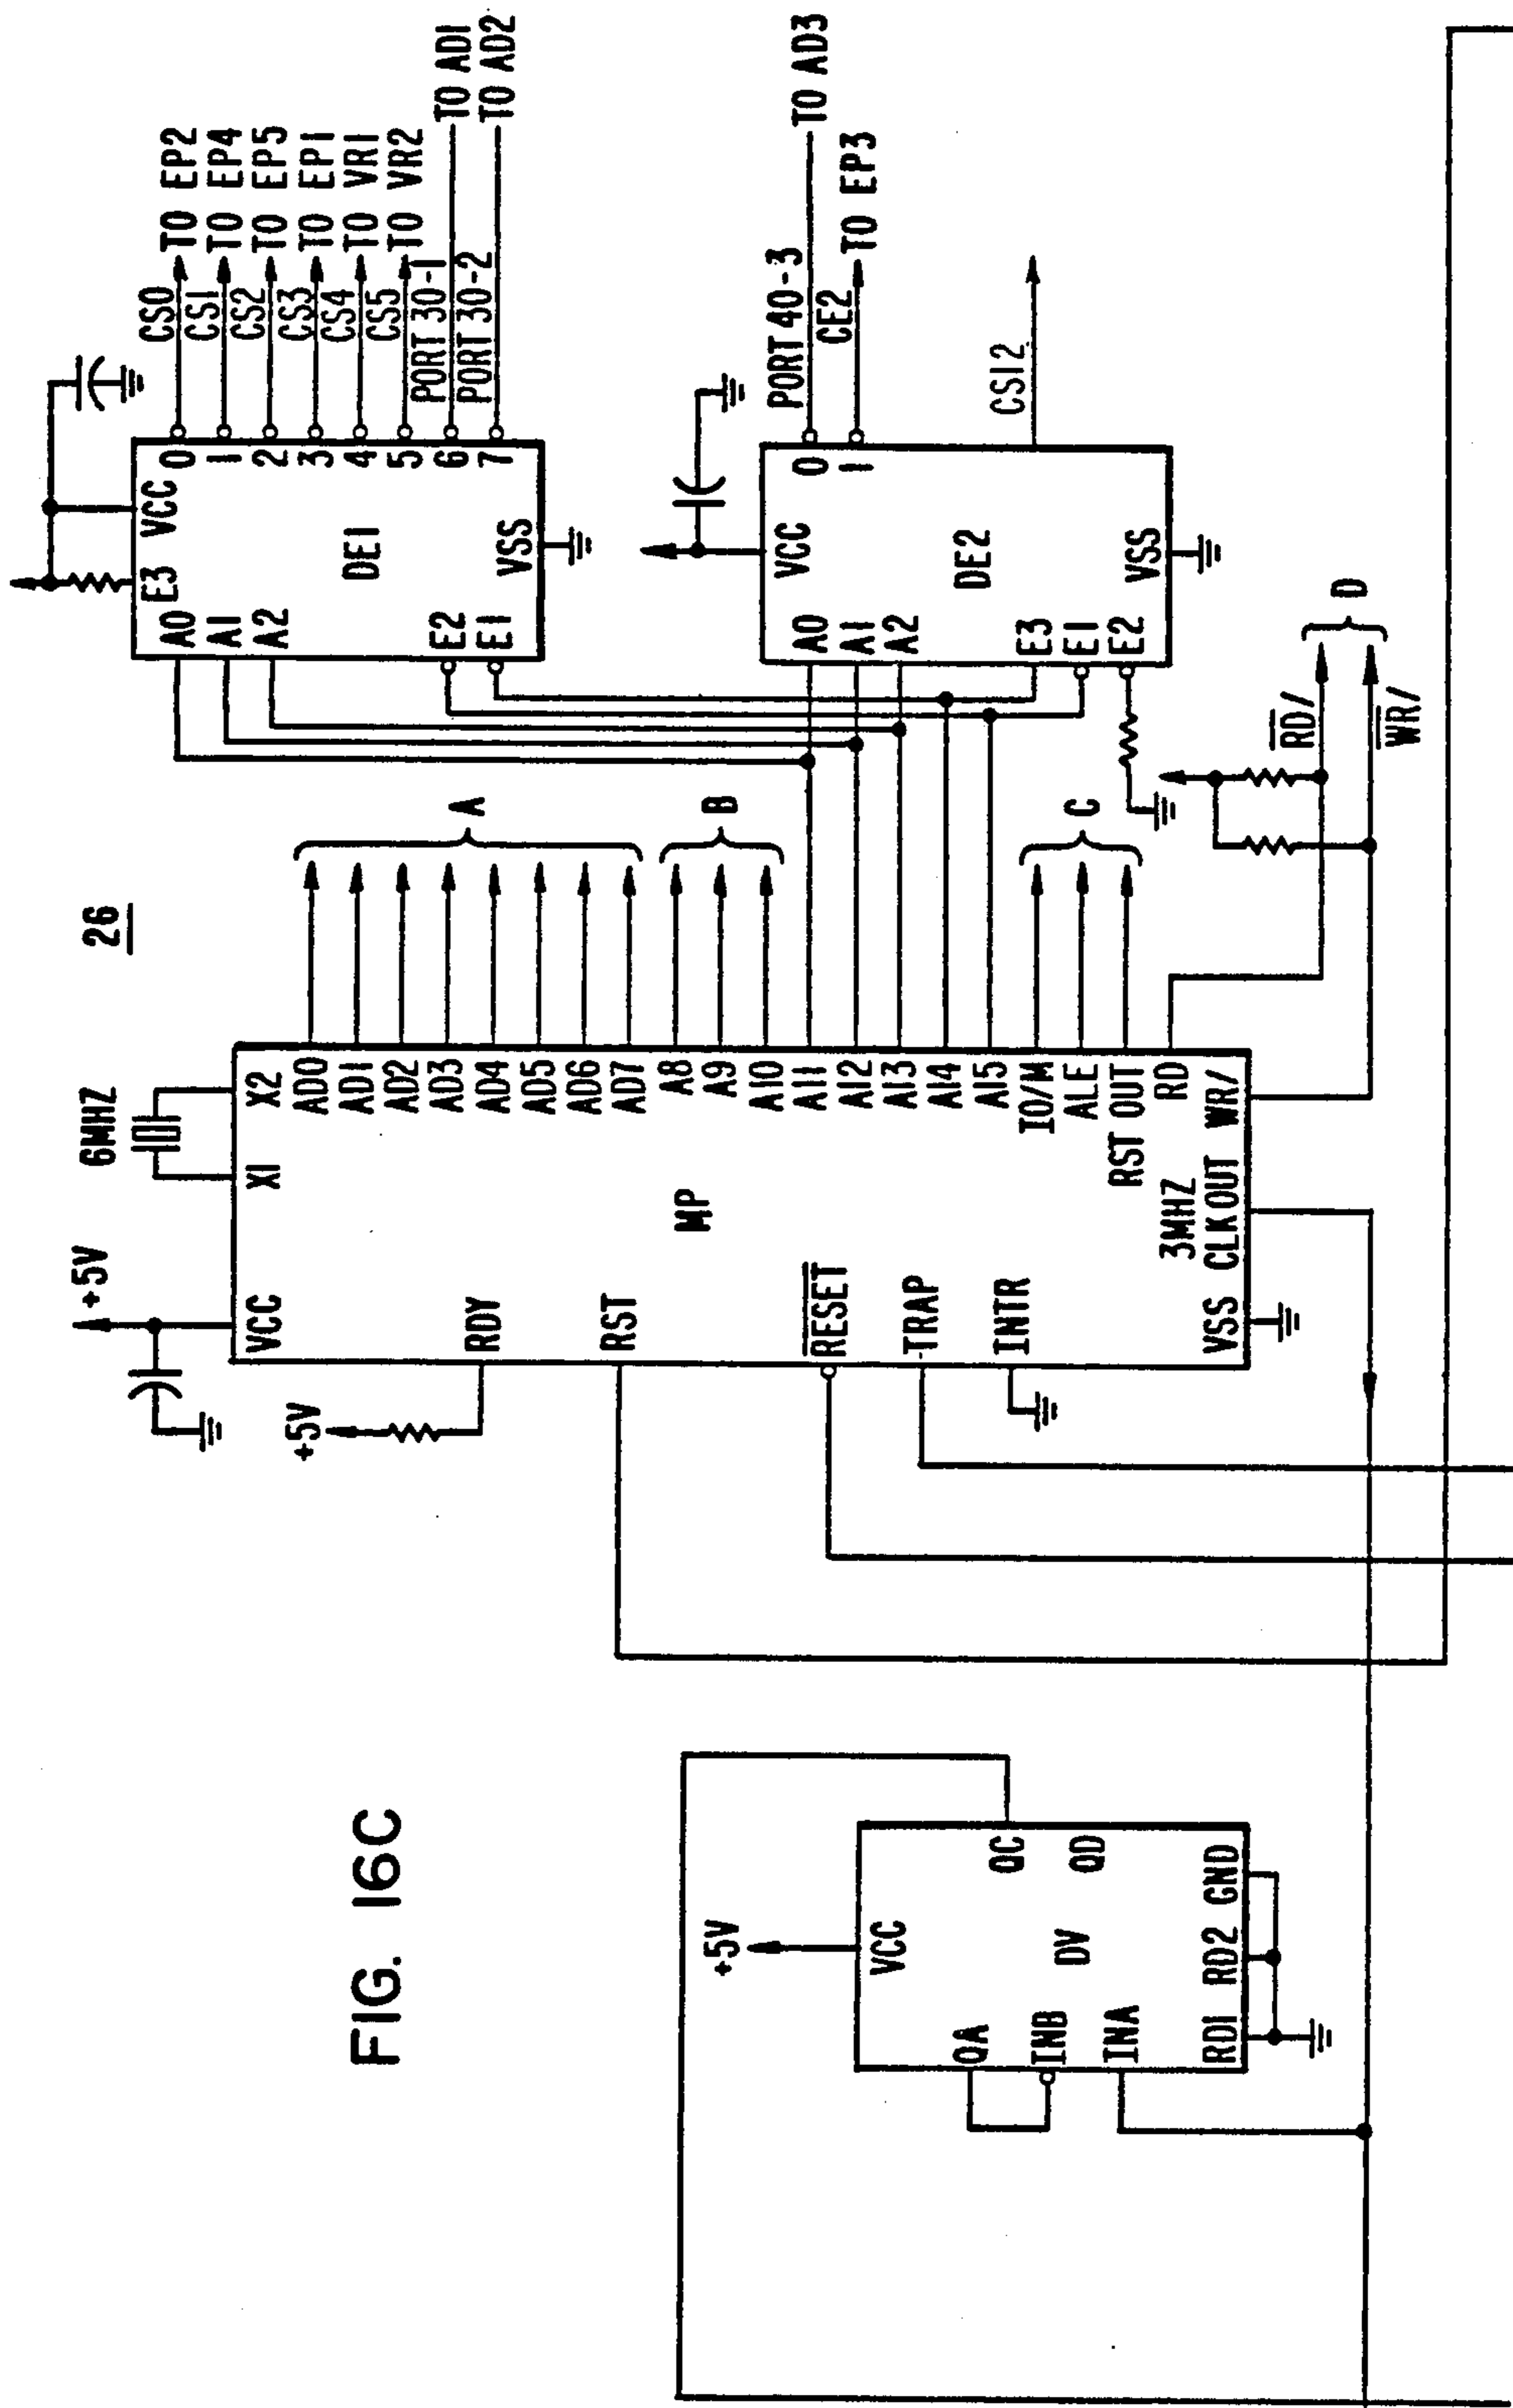 FIG. 16C
26
+5V
6MHZ
VCC
X1
X2
+5V
RDY
RST
RESET
TRAP
INTR
VSS
3MHZ
CLK OUT
WR/
MP
AD0
AD1
AD2
AD3
AD4
AD5
AD6
AD7
A8
A9
A10
A11
A12
A13
A14
A15
IO/M
ALE
RST OUT
RD
A
B
C
D
RD/
WR/
E3
VCC
A0
A1
A2
E2
E1
VSS
DE1
0
1
2
3
4
5
6
7
CS0 TO EP2
CS1 TO EP4
CS2 TO EP5
CS3 TO EP1
CS4 TO VR1
CS5 TO VR2
PORT 30-1 TO AD1
PORT 30-2 TO AD2
VCC
A0
A1
A2
E3
E1
E2
VSS
DE2
0
1
PORT 40-3 TO AD3
CE2 TO EP3
CS12
+5V
VCC
QA
INB
INA
QC
QD
DV
RD1 RD2 GND